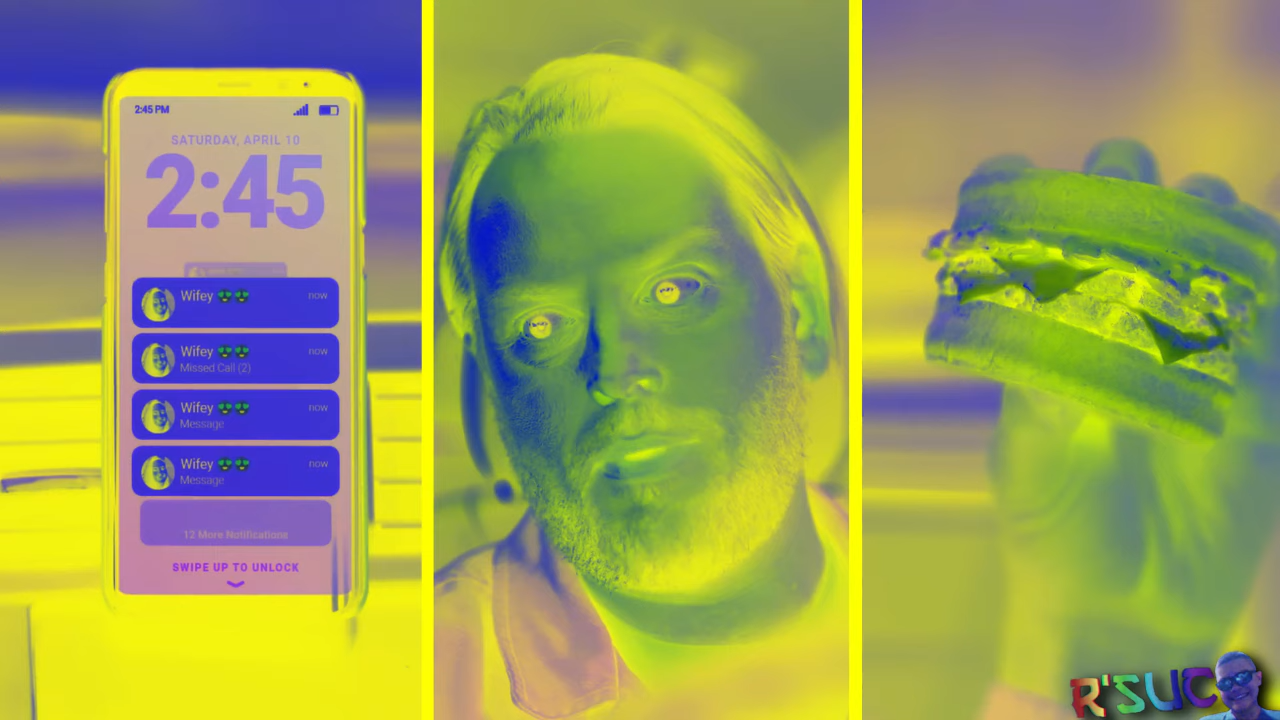 2:45 PM
SATURDAY, APRIL 10
2:45
Wifey
now
Wifey
now
Missed Call (2)
Wifey
now
Message
Wifey
now
Message
12 More Notifications
SWIPE UP TO UNLOCK
R'SLIC